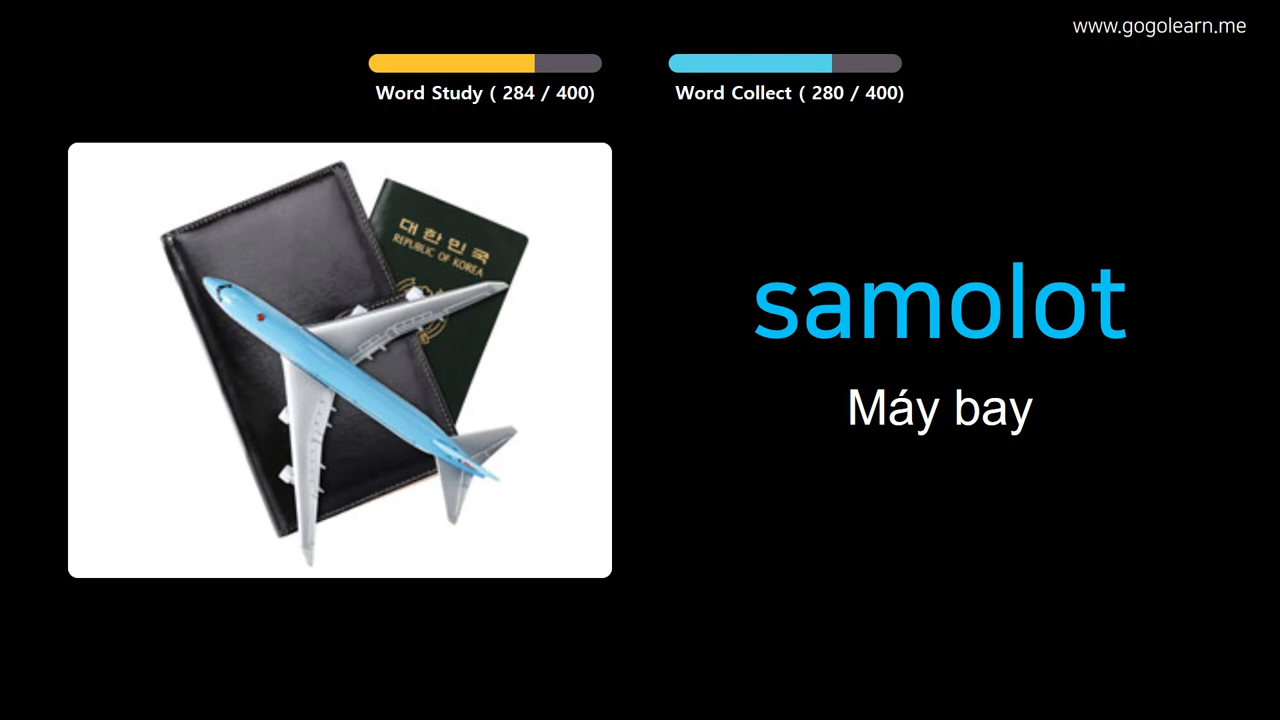 www.gogolearn.me
Word Study ( 284 / 400)
Word Collect ( 280 / 400)
대한민국
REPUBLIC OF KOREA
samolot
Máy bay